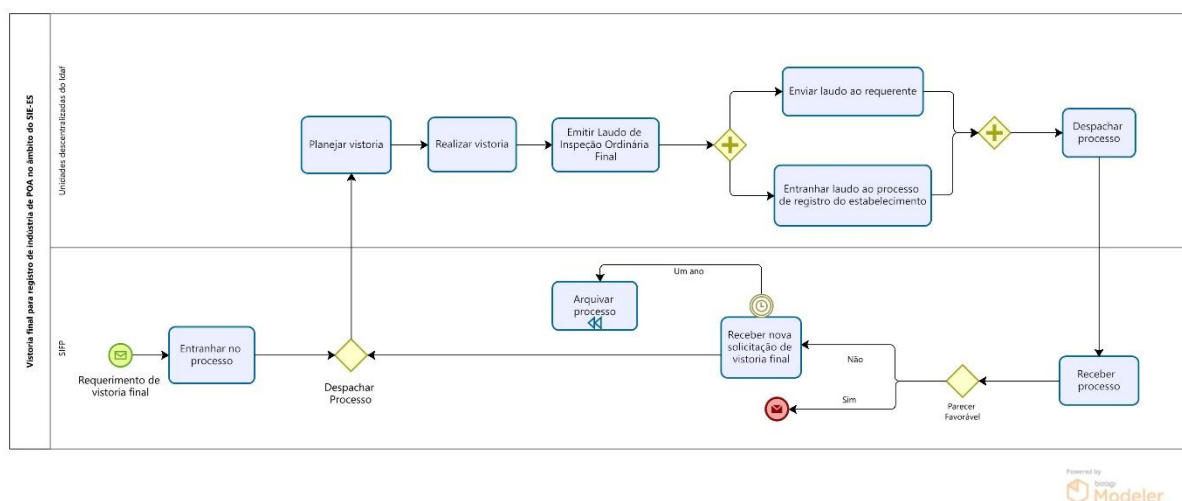 Vistoria final para registro de indústria de POA no âmbito do SIE-ES
Unidades descentralizadas do Idaf
Planejar vistoria
Realizar vistoria
Emitir Laudo de
Inspeção Ordinária
Final
Enviar laudo ao requerente
Entranhar laudo ao processo
de registro do estabelecimento
Despachar
processo
SIFP
Requerimento de
vistoria final
Entranhar no
processo
Despachar
Processo
Arquivar
processo
Um ano
Receber nova
solicitação de
vistoria final
Não
Sim
Parecer
Favorável
Receber
processo
Powered by
bizagi
Modeler